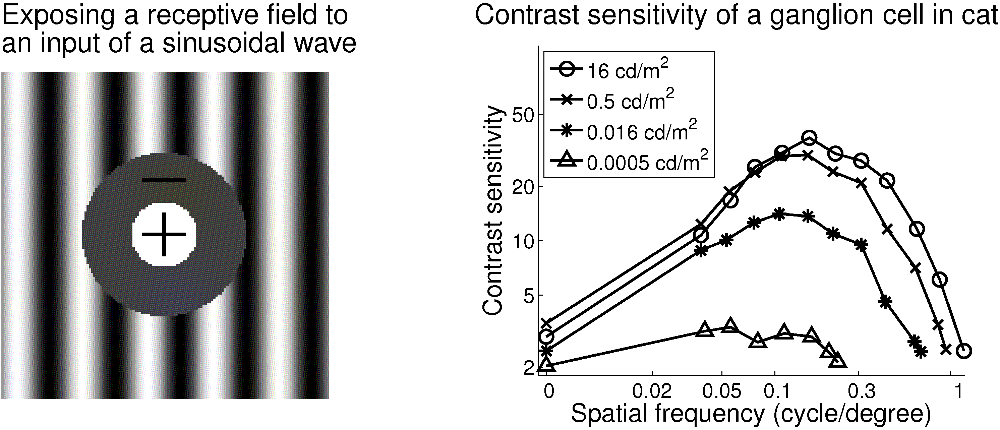 Exposing a receptive field to
an input of a sinusoidal wave
−
+
Contrast sensitivity of a ganglion cell in cat
16 cd/m²
0.5 cd/m²
0.016 cd/m²
0.0005 cd/m²
Contrast sensitivity
50
20
10
5
2
0 0.02 0.05 0.1 0.3 1
Spatial frequency (cycle/degree)